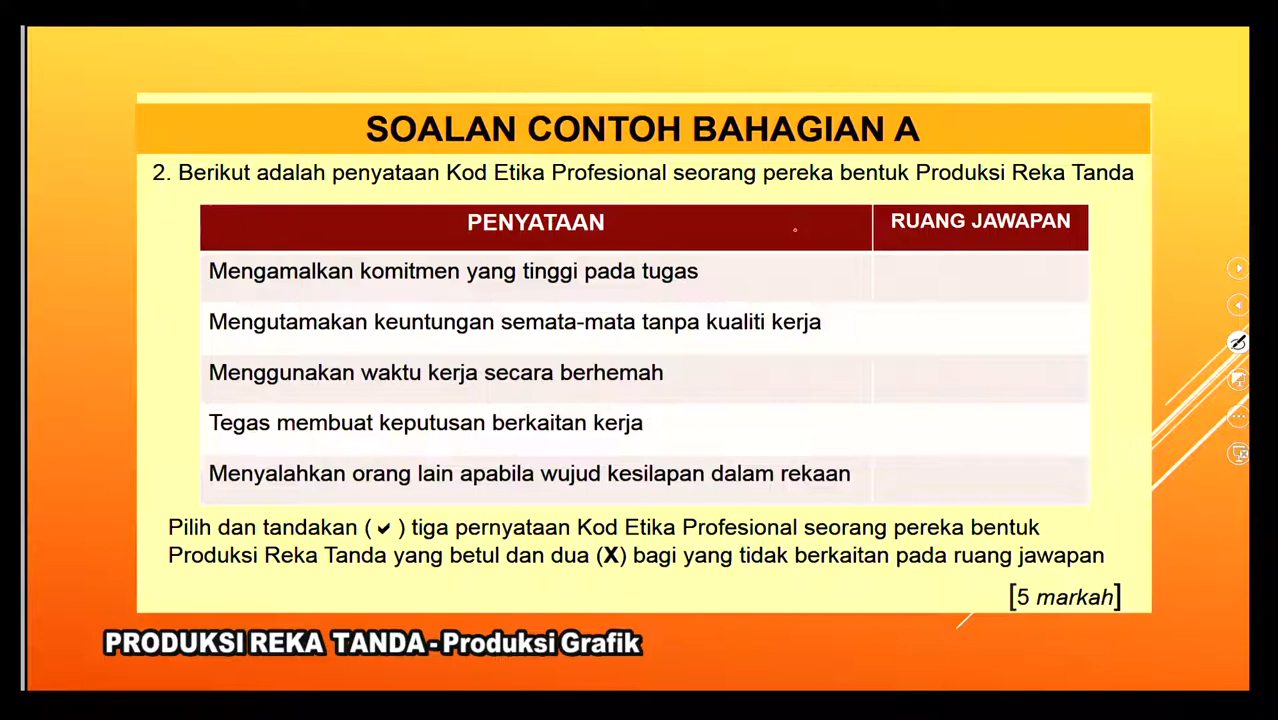 SOALAN CONTOH BAHAGIAN A
2. Berikut adalah penyataan Kod Etika Profesional seorang pereka bentuk Produksi Reka Tanda
PENYATAAN
RUANG JAWAPAN
Mengamalkan komitmen yang tinggi pada tugas
Mengutamakan keuntungan semata-mata tanpa kualiti kerja
Menggunakan waktu kerja secara berhemah
Tegas membuat keputusan berkaitan kerja
Menyalahkan orang lain apabila wujud kesilapan dalam rekaan
Pilih dan tandakan (✓) tiga pernyataan Kod Etika Profesional seorang pereka bentuk
Produksi Reka Tanda yang betul dan dua (X) bagi yang tidak berkaitan pada ruang jawapan
[5 markah]
PRODUKSI REKA TANDA - Produksi Grafik